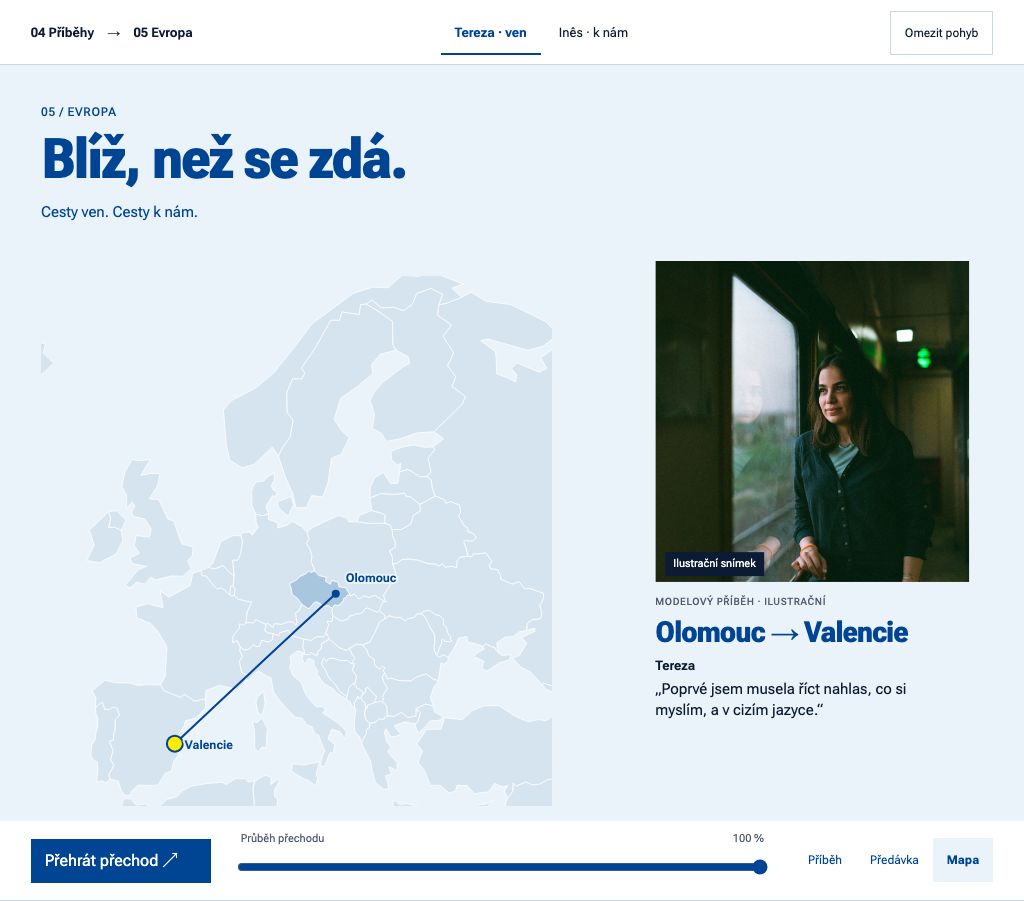 04 Příběhy → 05 Evropa
Tereza · ven
Inês · k nám
Omezit pohyb
05 / EVROPA
Blíž, než se zdá.
Cesty ven. Cesty k nám.
Olomouc
Valencie
Ilustrační snímek
MODELOVÝ PŘÍBĚH · ILUSTRAČNÍ
Olomouc → Valencie
Tereza
„Poprvé jsem musela říct nahlas, co si
myslím, a v cizím jazyce.“
Přehrát přechod ↗
Průběh přechodu
100 %
Příběh
Předávka
Mapa